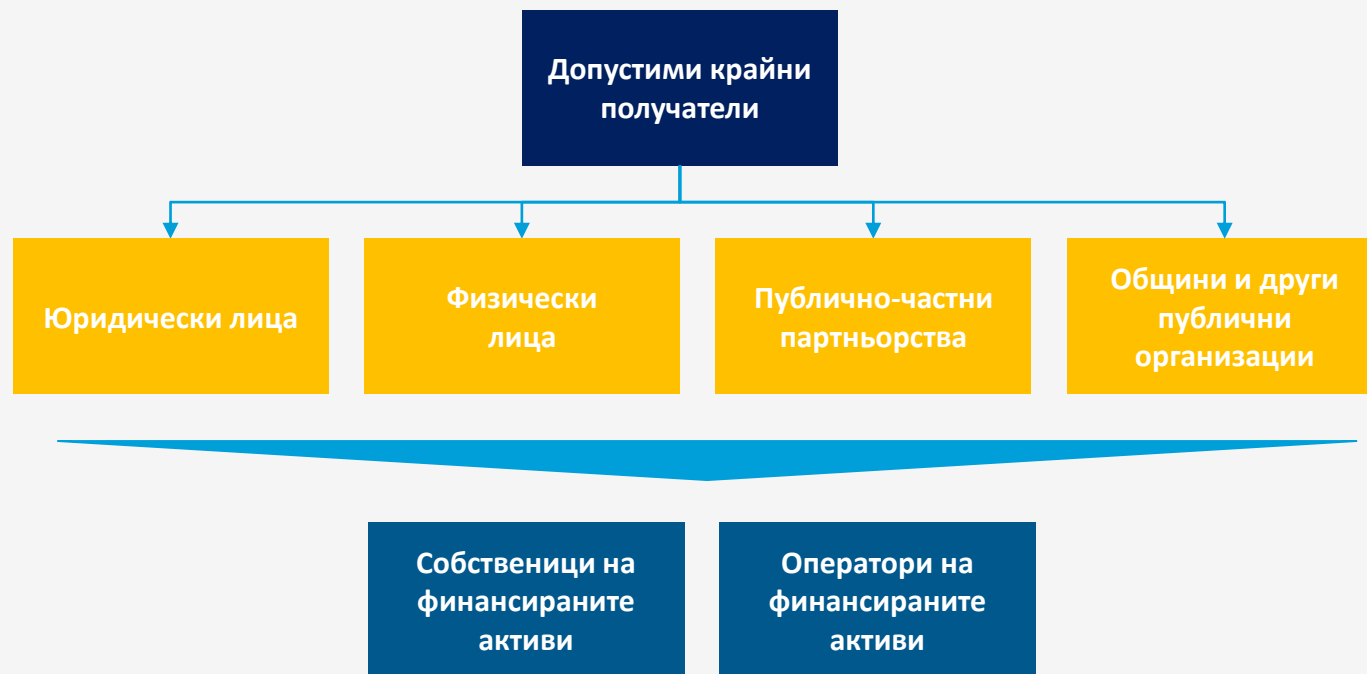 Допустими крайни
получатели
Юридически лица
Физически
лица
Публично-частни
партньорства
Общини и други
публични
организации
Собственици на
финансираните
активи
Оператори на
финансираните
активи